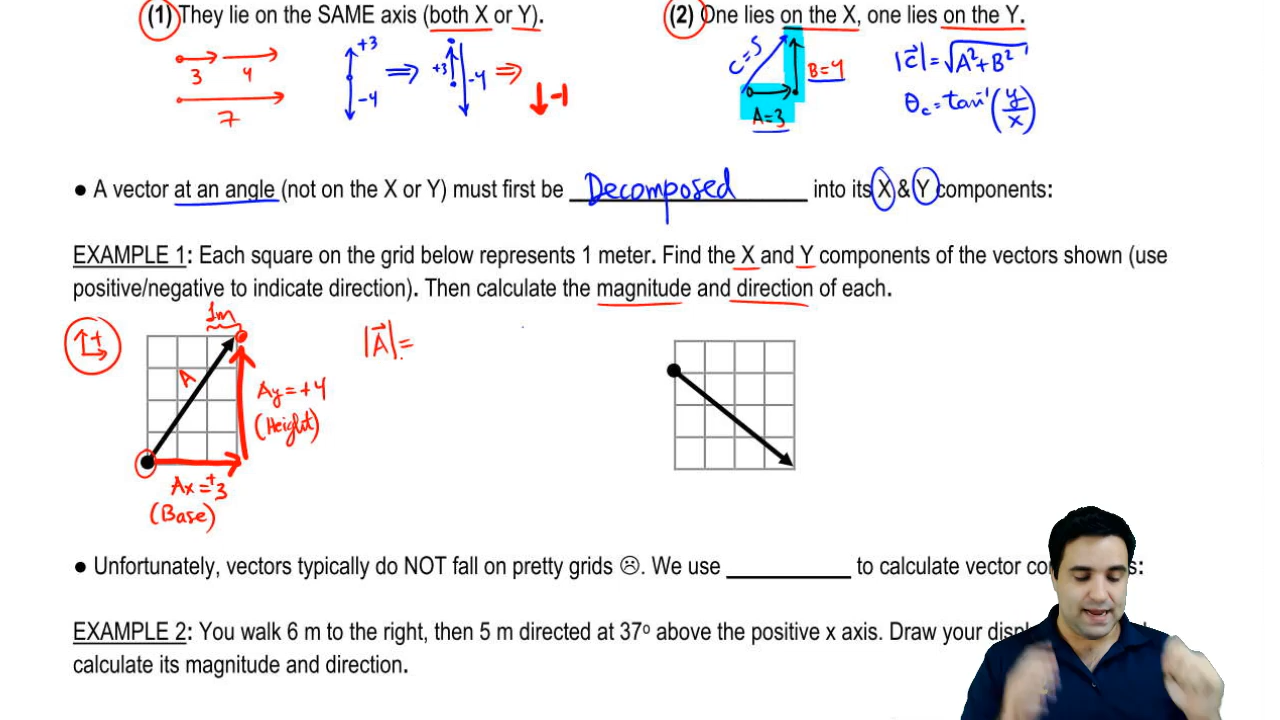 (1) They lie on the SAME axis (both X or Y).
(2) One lies on the X, one lies on the Y.
3 4
7
+3
-4
+3
-4
-1
C=5
B=4
A=3
|C|=√A²+B²
θc=tan⁻¹(y/x)
● A vector at an angle (not on the X or Y) must first be Decomposed into its X & Y components:
EXAMPLE 1: Each square on the grid below represents 1 meter. Find the X and Y components of the vectors shown (use
positive/negative to indicate direction). Then calculate the magnitude and direction of each.
+
1m
A
Ay=+4
(Height)
Ax=+3
(Base)
|A|=
● Unfortunately, vectors typically do NOT fall on pretty grids ☹. We use __________ to calculate vector
EXAMPLE 2: You walk 6 m to the right, then 5 m directed at 37º above the positive x axis. Draw your
calculate its magnitude and direction.